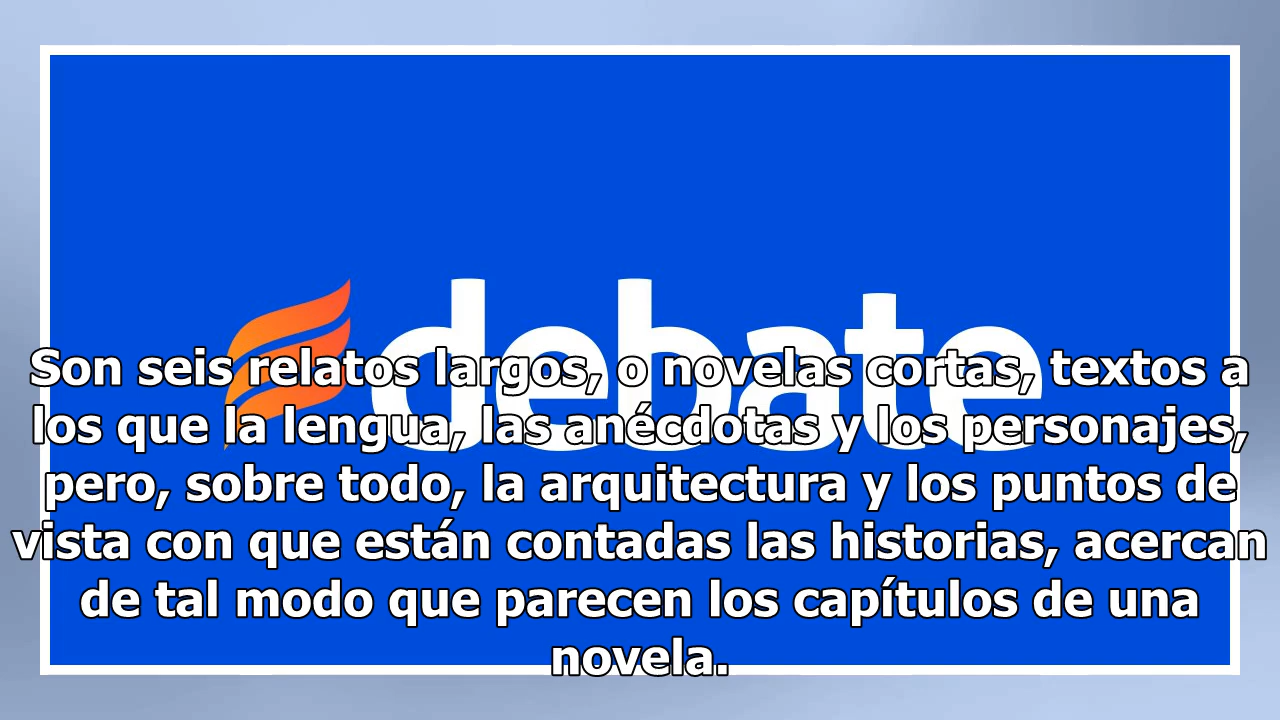 debate
Son seis relatos largos, o novelas cortas, textos a
los que la lengua, las anécdotas y los personajes,
pero, sobre todo, la arquitectura y los puntos de
vista con que están contadas las historias, acercan
de tal modo que parecen los capítulos de una
novela.